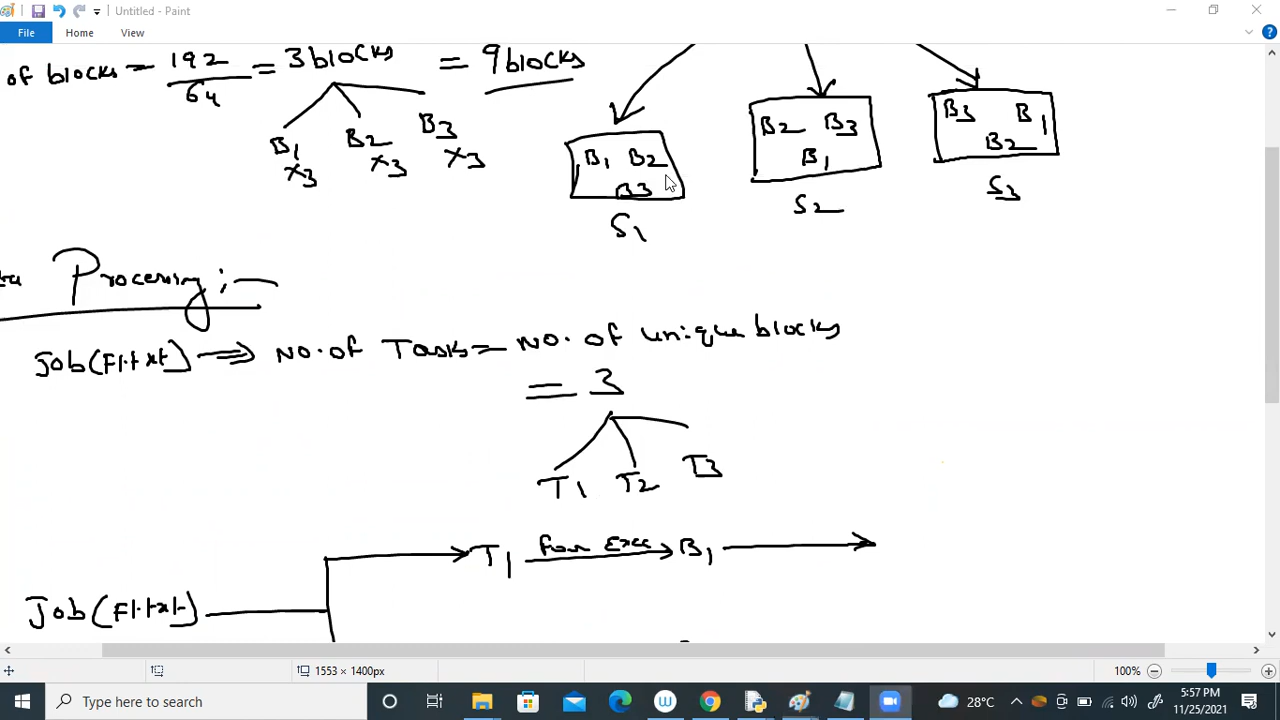 Untitled - Paint
File Home View
of blocks = 192/64 = 3 blocks = 9 blocks
B1 B2 B3
x3 x3 x3
B1 B2
B3
S1
B2 B3
B1
S2
B3 B1
B2
S3
Processing :-
Job(F1.txt) ⇒ No. of Task = No. of unique blocks
= 3
T1 T2 T3
T1 for Exec B1
Job(F1.txt)
1553 × 1400px 100%
Type here to search
28°C
5:57 PM
11/25/2021